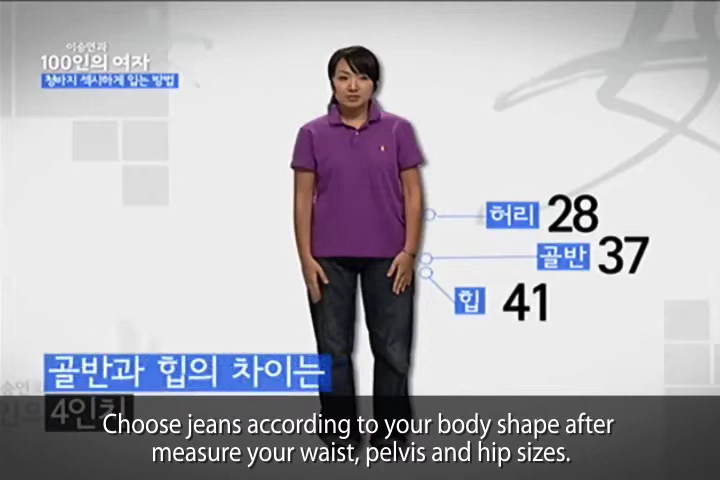 이승연과
100인의 여자
청바지 섹시하게 입는 방법
허리 28
골반 37
힙 41
골반과 힙의 차이는
4인치
Choose jeans according to your body shape after
measure your waist, pelvis and hip sizes.